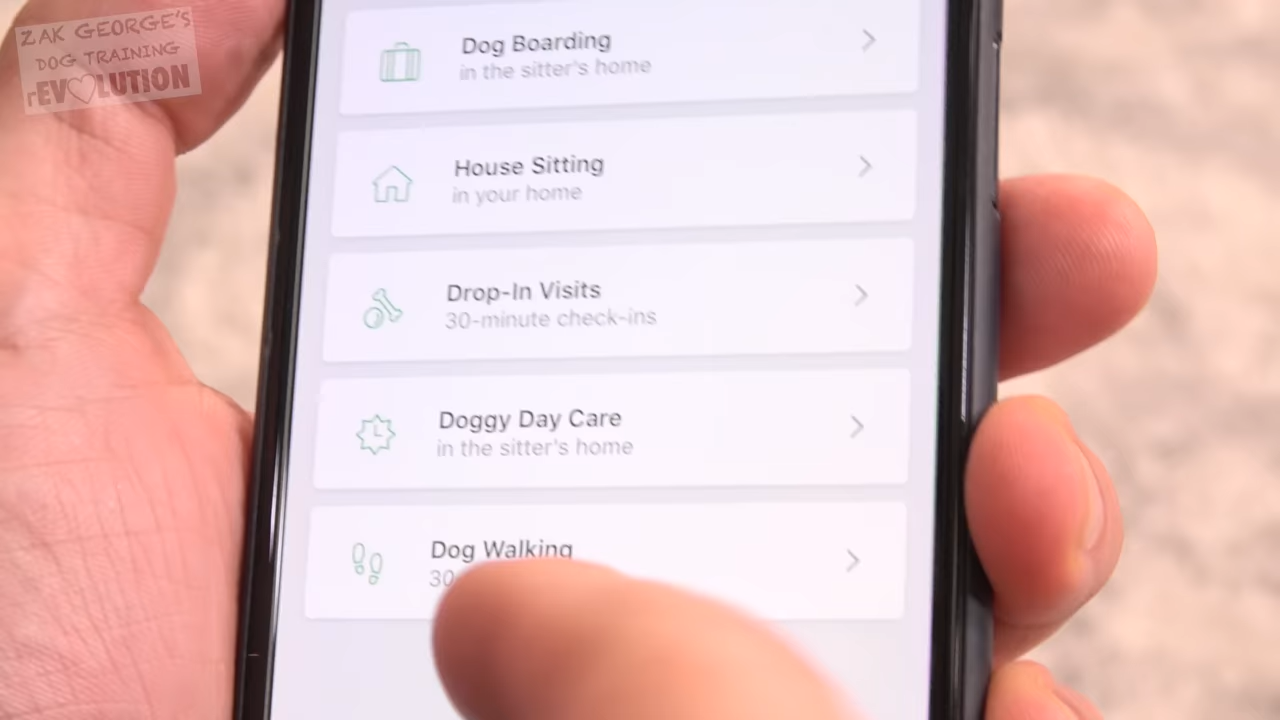 ZAK GEORGE'S
DOG TRAINING
rEVOLUTION
Dog Boarding
in the sitter's home
House Sitting
in your home
Drop-In Visits
30-minute check-ins
Doggy Day Care
in the sitter's home
Dog Walking
30